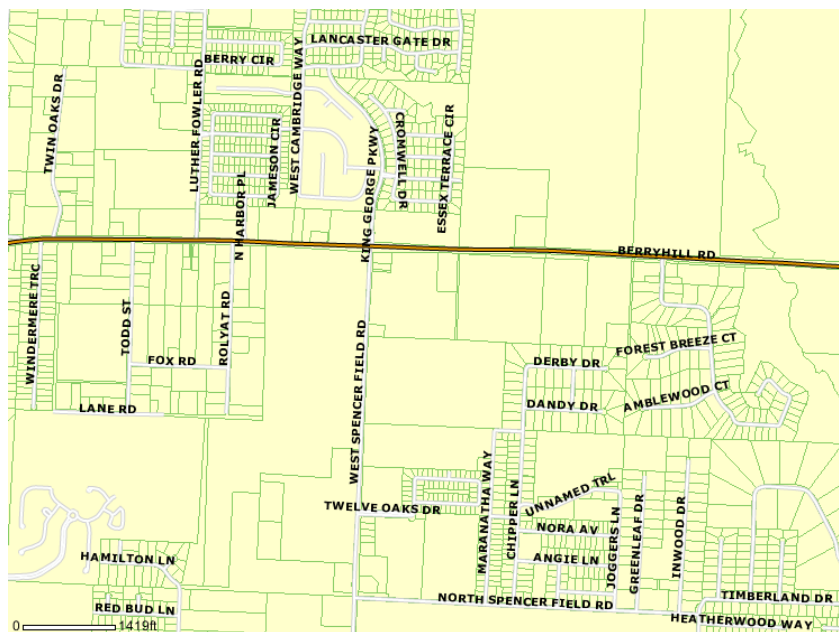 LANCASTER GATE DR
BERRY CIR
TWIN OAKS DR
LUTHER FOWLER RD
WEST CAMBRIDGE WAY
JAMESON CIR
N HARBOR PL
KING GEORGE PKWY
CROMWELL DR
ESSEX TERRACE CIR
BERRYHILL RD
WINDERMERE TRC
TODD ST
FOX RD
ROLYAT RD
LANE RD
WEST SPENCER FIELD RD
FOREST BREEZE CT
DERBY DR
AMBLEWOOD CT
DANDY DR
MARANATHA WAY
CHIPPER LN
UNNAMED TRL
TWELVE OAKS DR
NORA AV
ANGIE LN
JOGGERS LN
GREENLEAF DR
INWOOD DR
HAMILTON LN
RED BUD LN
NORTH SPENCER FIELD RD
TIMBERLAND DR
HEATHERWOOD WAY
0 1419ft